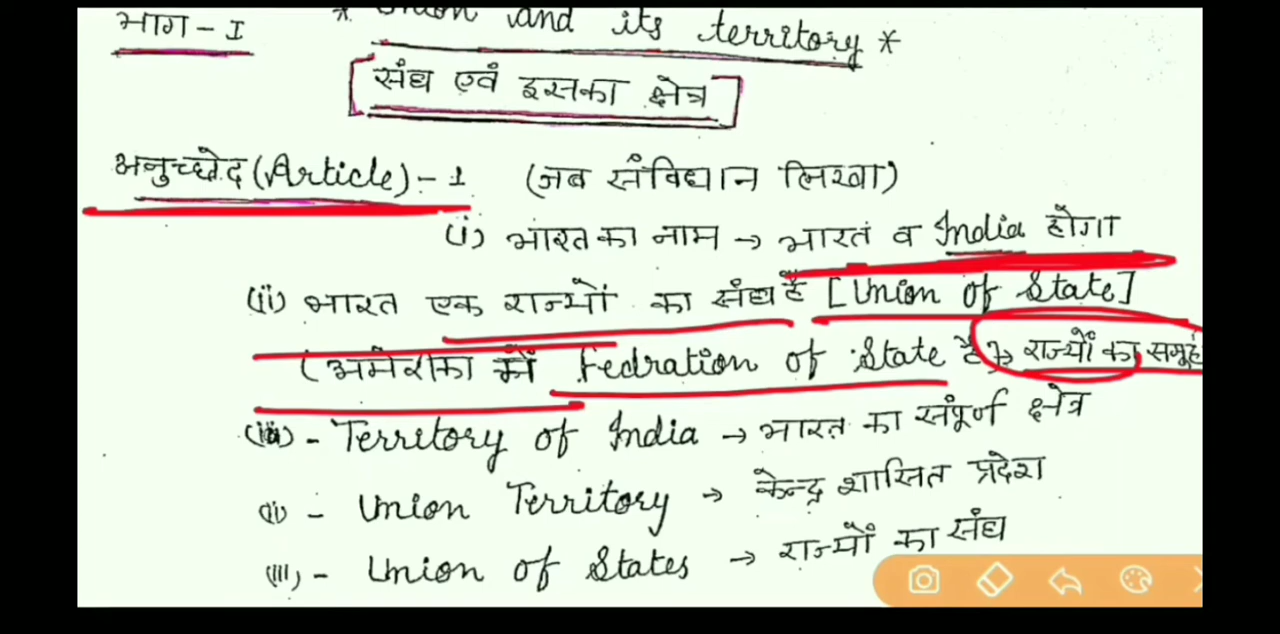 भाग - I * Union and its territory *
[संघ एवं इसका क्षेत्र]
अनुच्छेद (Article) - 1 (जब संविधान लिखा)
(i) भारत का नाम → भारत व India होगा
(ii) भारत एक राज्यों का संघ है [Union of State]
(अमेरीका में Fedration of State है) → राज्यों का समूह
(iii) - Territory of India → भारत का संपूर्ण क्षेत्र
(ii) - Union Territory → केन्द्र शासित प्रदेश
(III) - Union of States → राज्यों का संघ